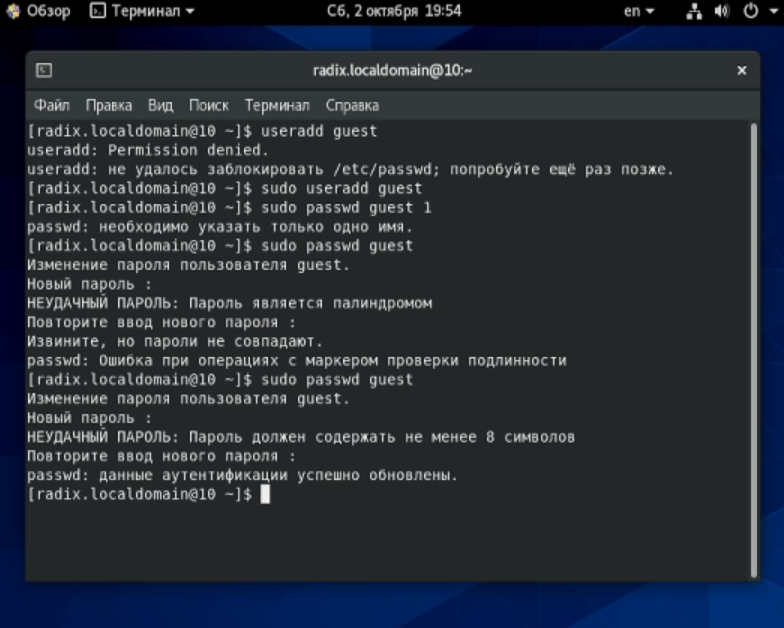 Обзор Терминал Сб, 2 октября 19:54 en
radix.localdomain@10:~
Файл Правка Вид Поиск Терминал Справка
[radix.localdomain@10 ~]$ useradd guest
useradd: Permission denied.
useradd: не удалось заблокировать /etc/passwd; попробуйте ещё раз позже.
[radix.localdomain@10 ~]$ sudo useradd guest
[radix.localdomain@10 ~]$ sudo passwd guest 1
passwd: необходимо указать только одно имя.
[radix.localdomain@10 ~]$ sudo passwd guest
Изменение пароля пользователя guest.
Новый пароль :
НЕУДАЧНЫЙ ПАРОЛЬ: Пароль является палиндромом
Повторите ввод нового пароля :
Извините, но пароли не совпадают.
passwd: Ошибка при операциях с маркером проверки подлинности
[radix.localdomain@10 ~]$ sudo passwd guest
Изменение пароля пользователя guest.
Новый пароль :
НЕУДАЧНЫЙ ПАРОЛЬ: Пароль должен содержать не менее 8 символов
Повторите ввод нового пароля :
passwd: данные аутентификации успешно обновлены.
[radix.localdomain@10 ~]$